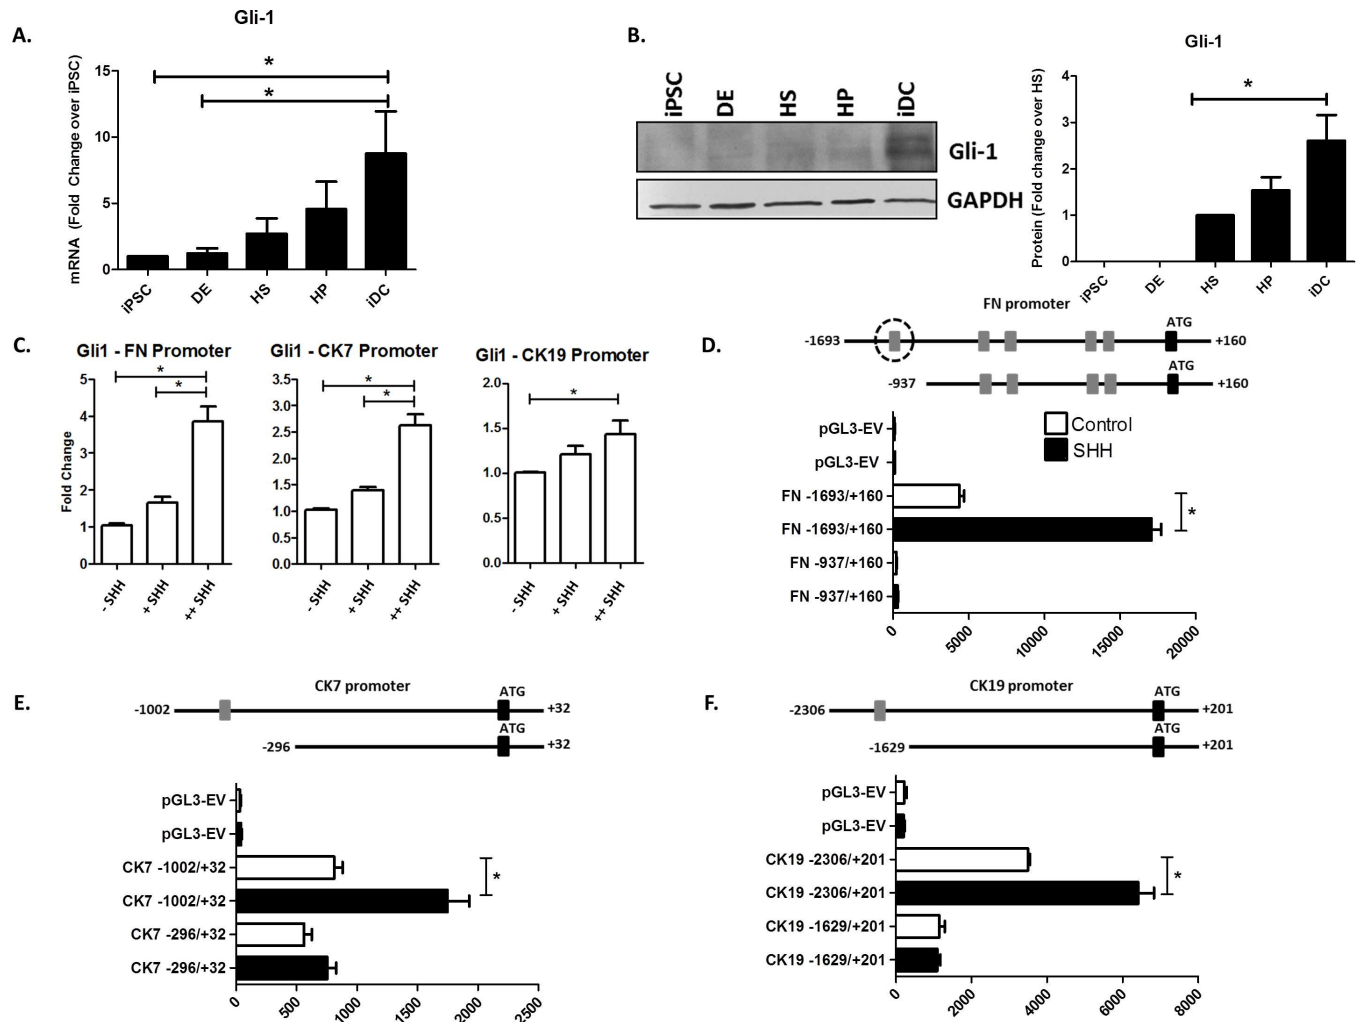 A.
Gli-1
mRNA (Fold Change over iPSC)
15
10
5
0
*
*
iPSC
DE
HS
HP
iDC
B.
iPSC
DE
HS
HP
iDC
Gli-1
GAPDH
Gli-1
Protein (Fold change over HS)
4
3
2
1
0
*
iPSC
DE
HS
HP
iDC
C.
Gli1 - FN Promoter
Fold Change
5
4
3
2
1
0
*
*
- SHH
+ SHH
++ SHH
Gli1 - CK7 Promoter
3.5
3.0
2.5
2.0
1.5
1.0
0.5
0.0
*
*
- SHH
+ SHH
++ SHH
Gli1 - CK19 Promoter
2.0
1.5
1.0
0.5
0.0
*
- SHH
+ SHH
++ SHH
D.
FN promoter
-1693
ATG
+160
-937
ATG
+160
Control
SHH
pGL3-EV
pGL3-EV
FN -1693/+160
FN -1693/+160
*
FN -937/+160
FN -937/+160
0
5000
10000
15000
20000
E.
CK7 promoter
-1002
ATG
+32
-296
ATG
+32
pGL3-EV
pGL3-EV
CK7 -1002/+32
CK7 -1002/+32
*
CK7 -296/+32
CK7 -296/+32
0
500
1000
1500
2000
2500
F.
CK19 promoter
-2306
ATG
+201
-1629
ATG
+201
pGL3-EV
pGL3-EV
CK19 -2306/+201
CK19 -2306/+201
*
CK19 -1629/+201
CK19 -1629/+201
0
2000
4000
6000
8000